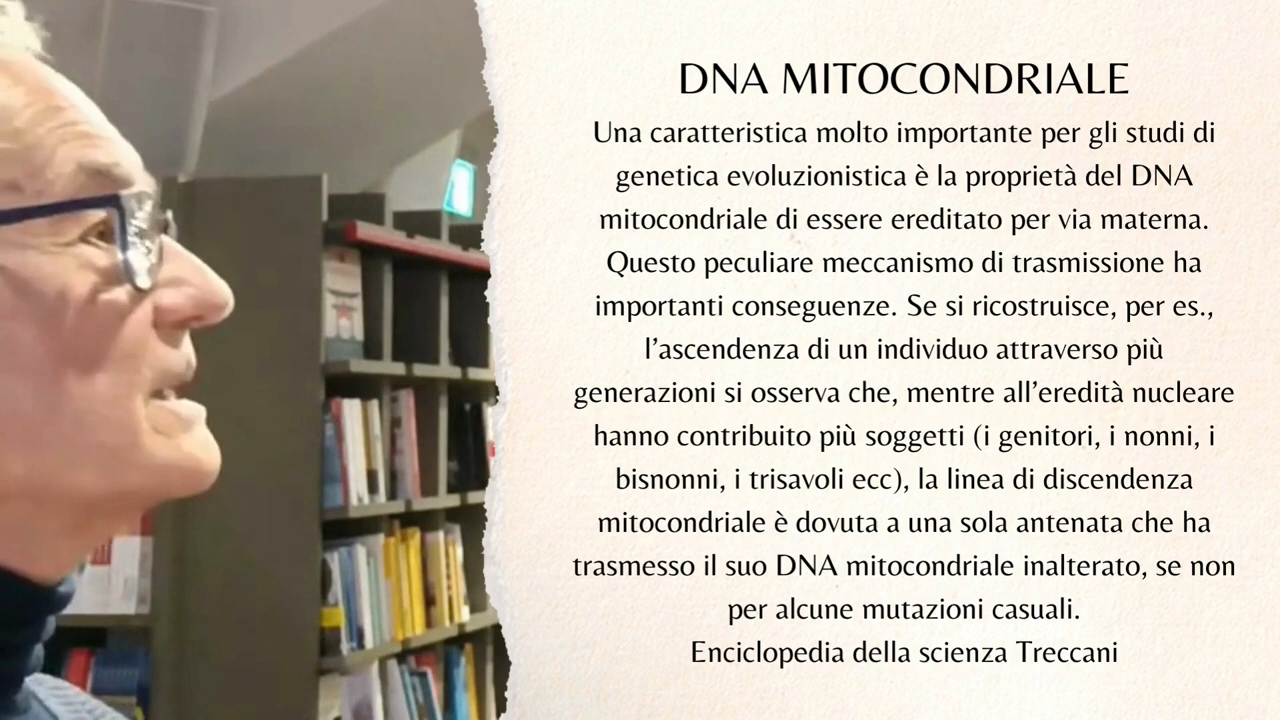 DNA MITOCONDRIALE
Una caratteristica molto importante per gli studi di
genetica evoluzionistica è la proprietà del DNA
mitocondriale di essere ereditato per via materna.
Questo peculiare meccanismo di trasmissione ha
importanti conseguenze. Se si ricostruisce, per es.,
l’ascendenza di un individuo attraverso più
generazioni si osserva che, mentre all’eredità nucleare
hanno contribuito più soggetti (i genitori, i nonni, i
bisnonni, i trisavoli ecc), la linea di discendenza
mitocondriale è dovuta a una sola antenata che ha
trasmesso il suo DNA mitocondriale inalterato, se non
per alcune mutazioni casuali.
Enciclopedia della scienza Treccani